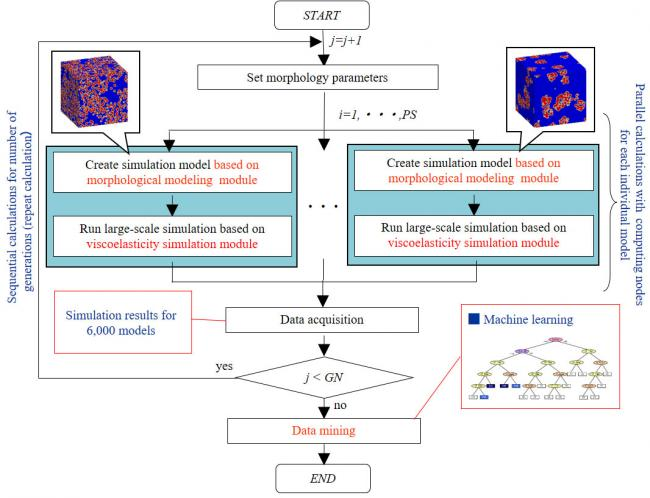 START
j=j+1
Set morphology parameters
i=1, ・・・,PS
Create simulation model based on
morphological modeling module
Run large-scale simulation based on
viscoelasticity simulation module
・・・
Create simulation model based on
morphological modeling module
Run large-scale simulation based on
viscoelasticity simulation module
Sequential calculations for number of
generations (repeat calculation)
Parallel calculations with computing nodes
for each individual model
Simulation results for
6,000 models
Data acquisition
Machine learning
yes
j < GN
no
Data mining
END